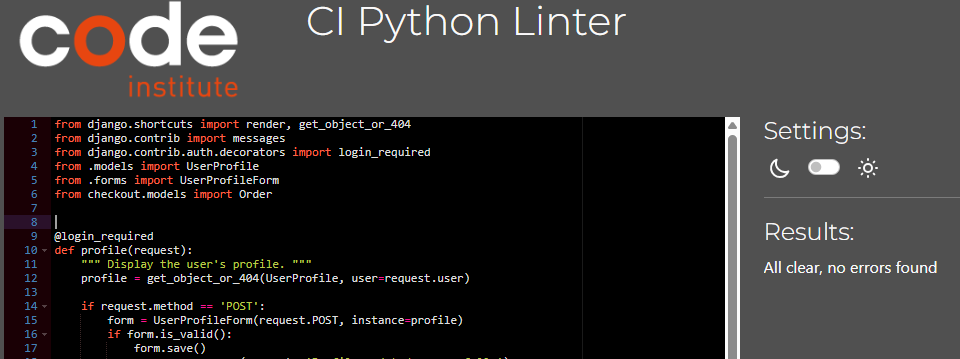 code
institute
CI Python Linter
1 from django.shortcuts import render, get_object_or_404
2 from django.contrib import messages
3 from django.contrib.auth.decorators import login_required
4 from .models import UserProfile
5 from .forms import UserProfileForm
6 from checkout.models import Order
7
8
9 @login_required
10 def profile(request):
11 """ Display the user's profile. """
12 profile = get_object_or_404(UserProfile, user=request.user)
13
14 if request.method == 'POST':
15 form = UserProfileForm(request.POST, instance=profile)
16 if form.is_valid():
17 form.save()
Settings:
Results:
All clear, no errors found